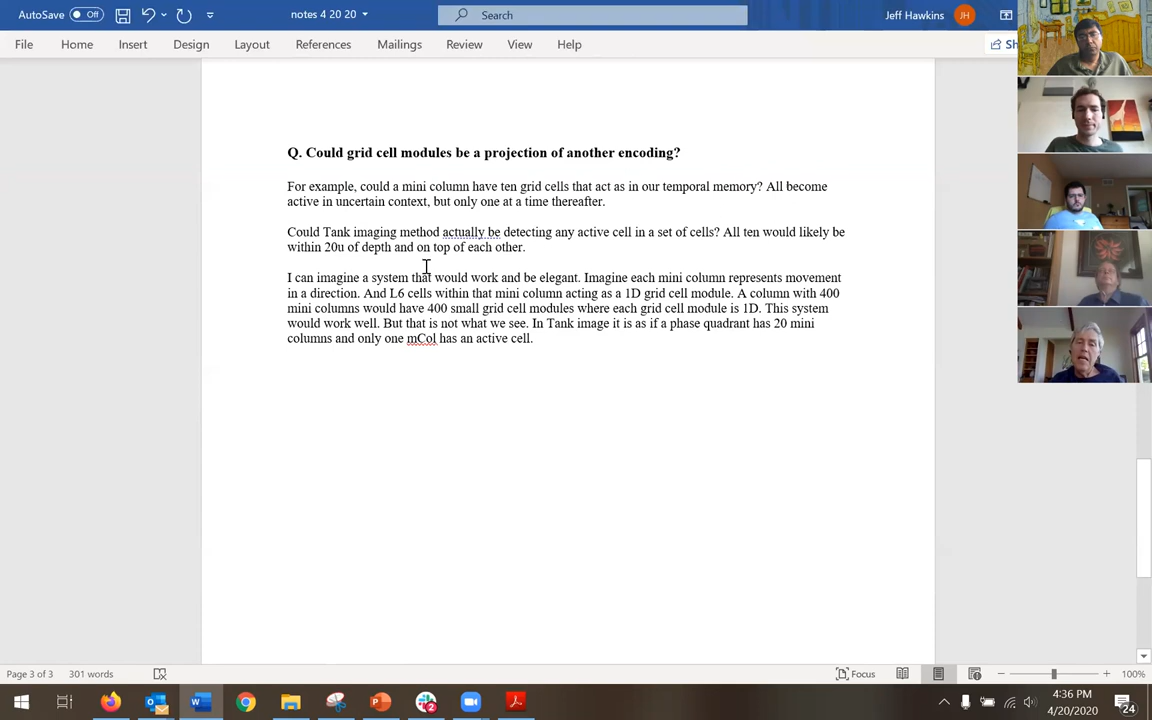 AutoSave Off notes 4 20 20 Search Jeff Hawkins JH
File Home Insert Design Layout References Mailings Review View Help Sh
Q. Could grid cell modules be a projection of another encoding?
For example, could a mini column have ten grid cells that act as in our temporal memory? All become
active in uncertain context, but only one at a time thereafter.
Could Tank imaging method actually be detecting any active cell in a set of cells? All ten would likely be
within 20u of depth and on top of each other.
I can imagine a system that would work and be elegant. Imagine each mini column represents movement
in a direction. And L6 cells within that mini column acting as a 1D grid cell module. A column with 400
mini columns would have 400 small grid cell modules where each grid cell module is 1D. This system
would work well. But that is not what we see. In Tank image it is as if a phase quadrant has 20 mini
columns and only one mCol has an active cell.
Page 3 of 3 301 words Focus 100%
4:36 PM
4/20/2020
24